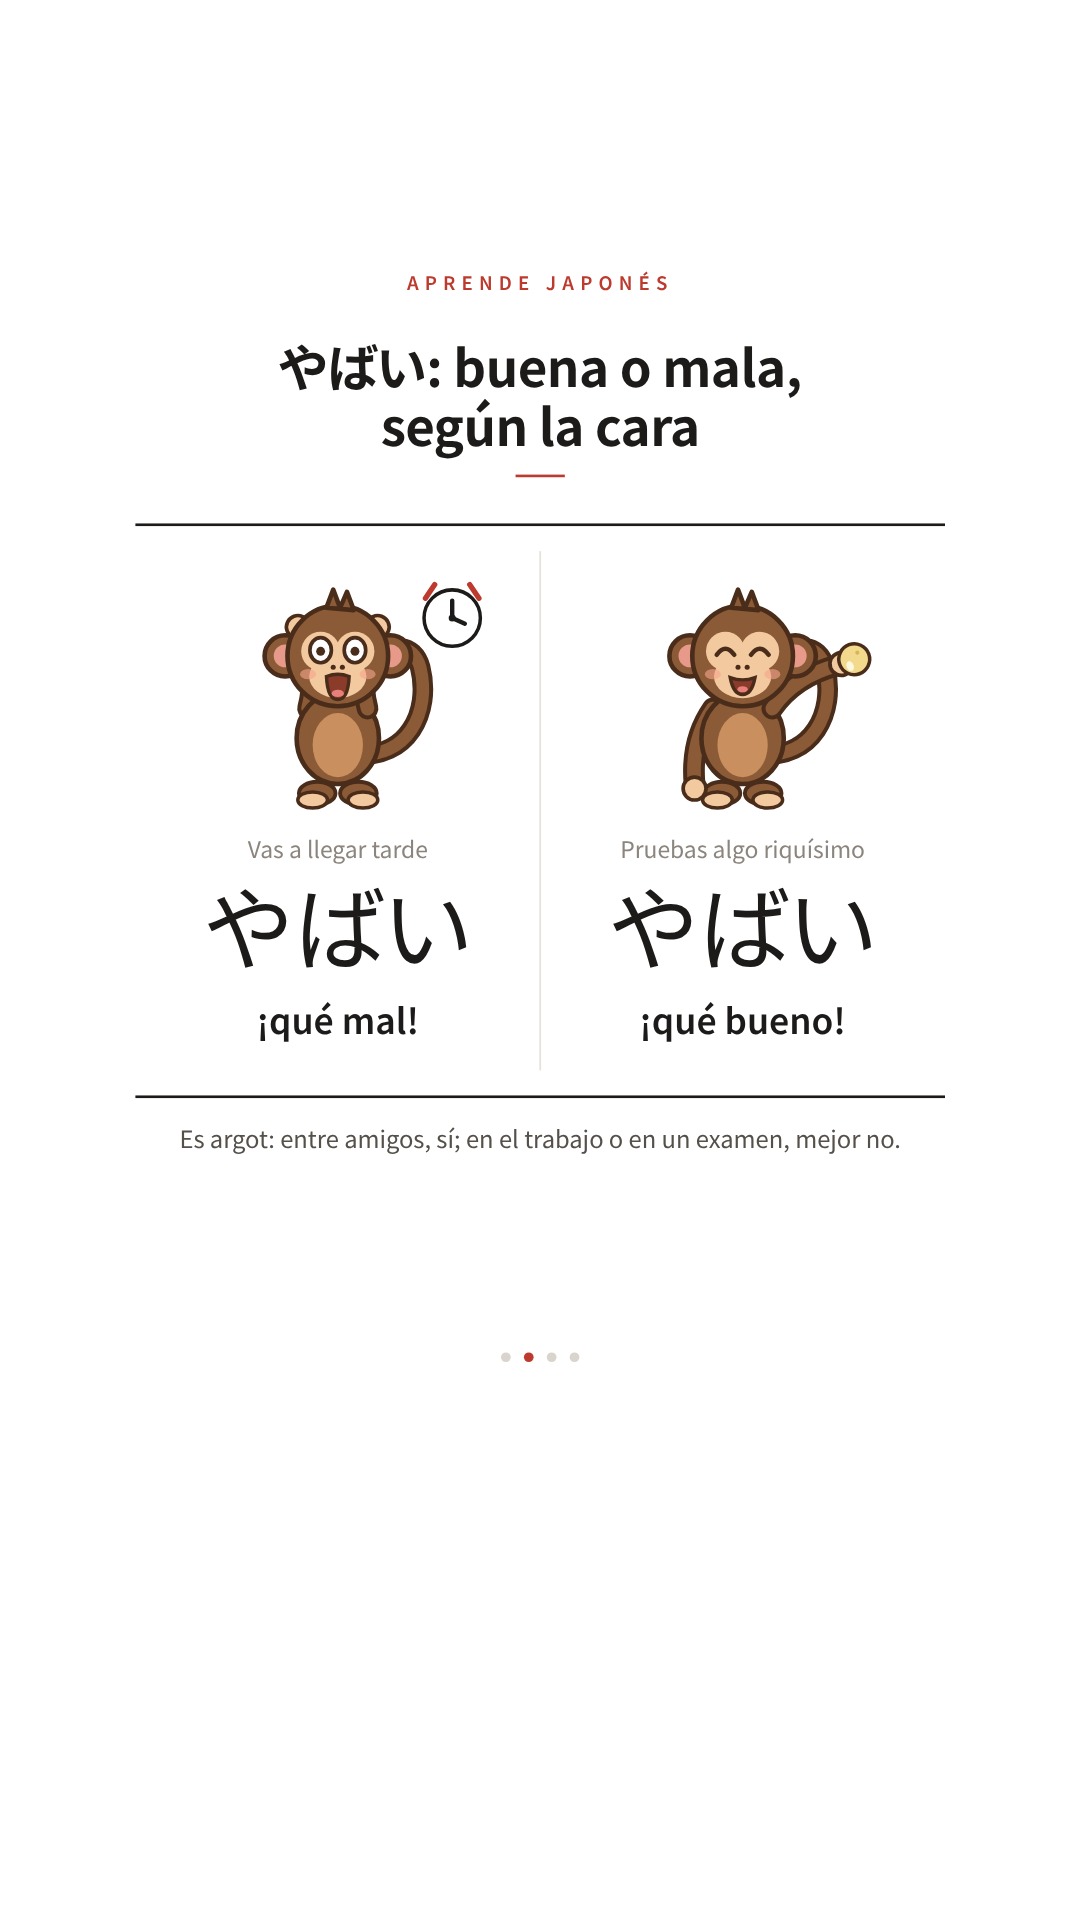 APRENDE JAPONÉS
やばい: buena o mala,
según la cara
Vas a llegar tarde
やばい
¡qué mal!
Pruebas algo riquísimo
やばい
¡qué bueno!
Es argot: entre amigos, sí; en el trabajo o en un examen, mejor no.